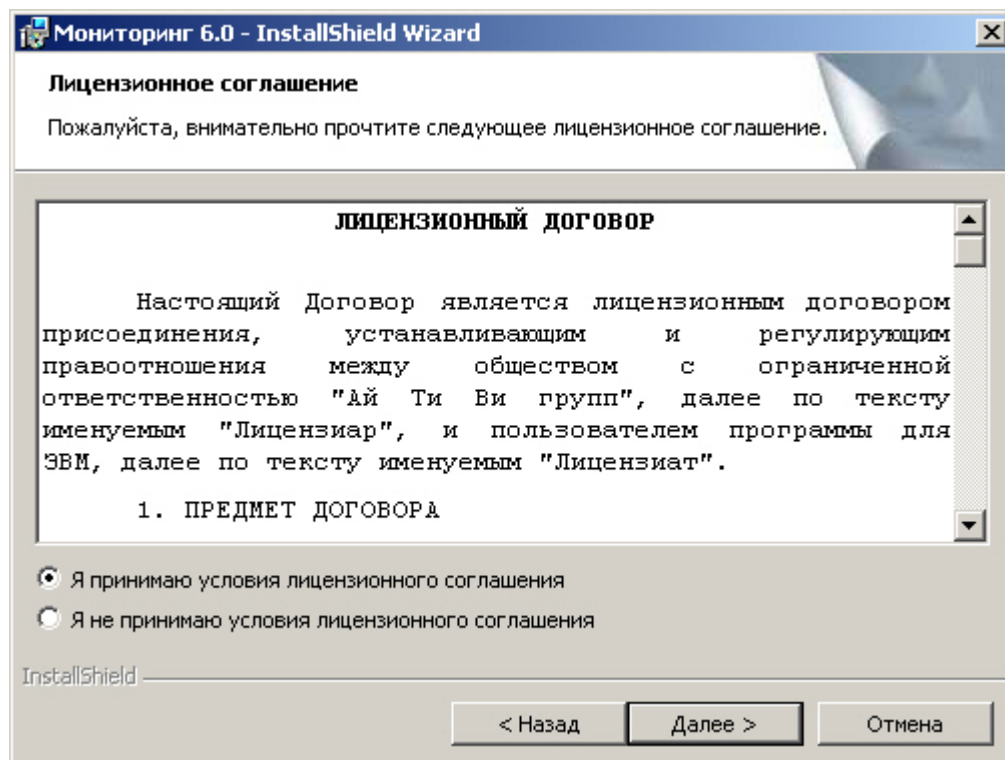 Мониторинг 6.0 - InstallShield Wizard
Лицензионное соглашение
Пожалуйста, внимательно прочтите следующее лицензионное соглашение.
ЛИЦЕНЗИОННЫЙ ДОГОВОР
Настоящий Договор является лицензионным договором
присоединения, устанавливающим и регулирующим
правоотношения между обществом с ограниченной
ответственностью "Ай Ти Ви групп", далее по тексту
именуемым "Лицензиар", и пользователем программы для
ЭВМ, далее по тексту именуемым "Лицензиат".
1. ПРЕДМЕТ ДОГОВОРА
Я принимаю условия лицензионного соглашения
Я не принимаю условия лицензионного соглашения
InstallShield
< Назад Далее > Отмена